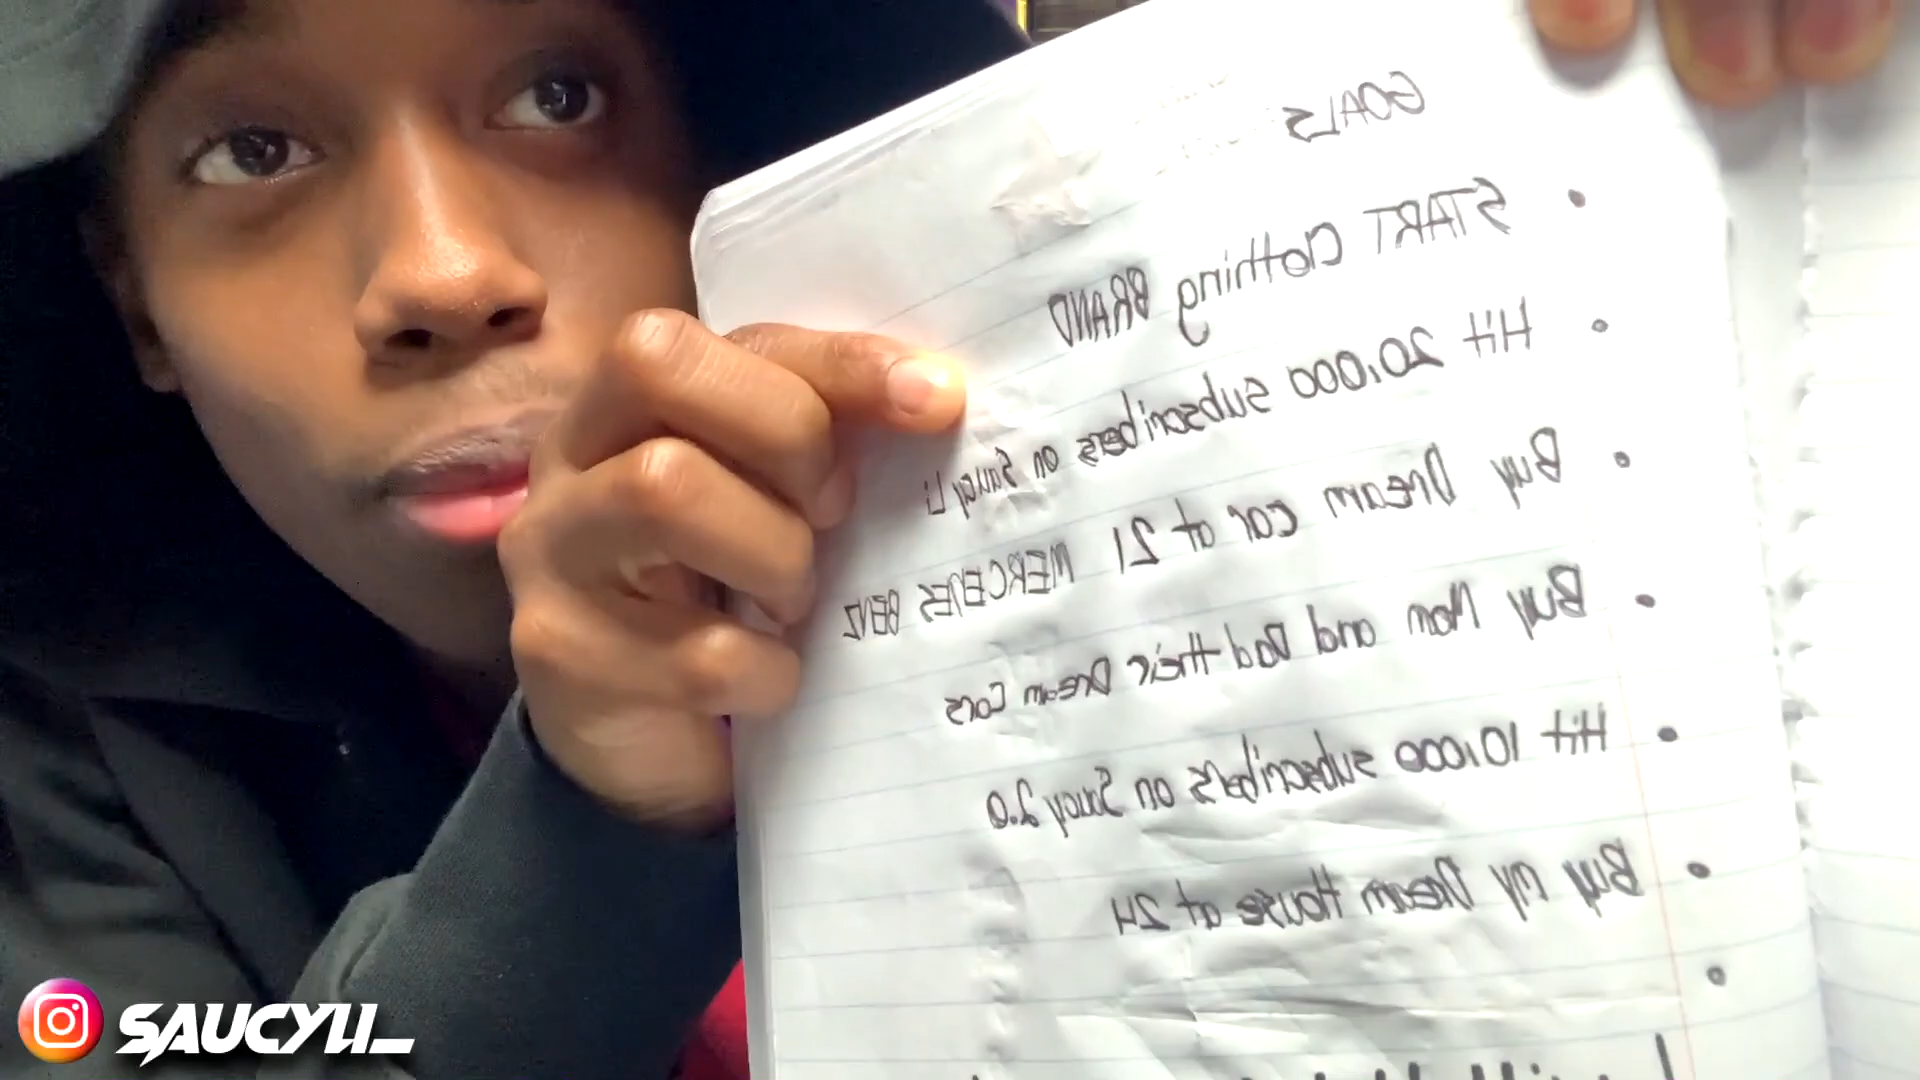 GOALS
• START Clothing BRAND
• Hit 20,000 subscribers on Saucy Li
• Buy Dream car at 21 MERCEDES BENZ
• Buy Mom and Dad their Dream Cars
• Hit 10,000 subscribers on Saucy 2.0
• Buy my Dream House at 24
•
SAUCYLI_